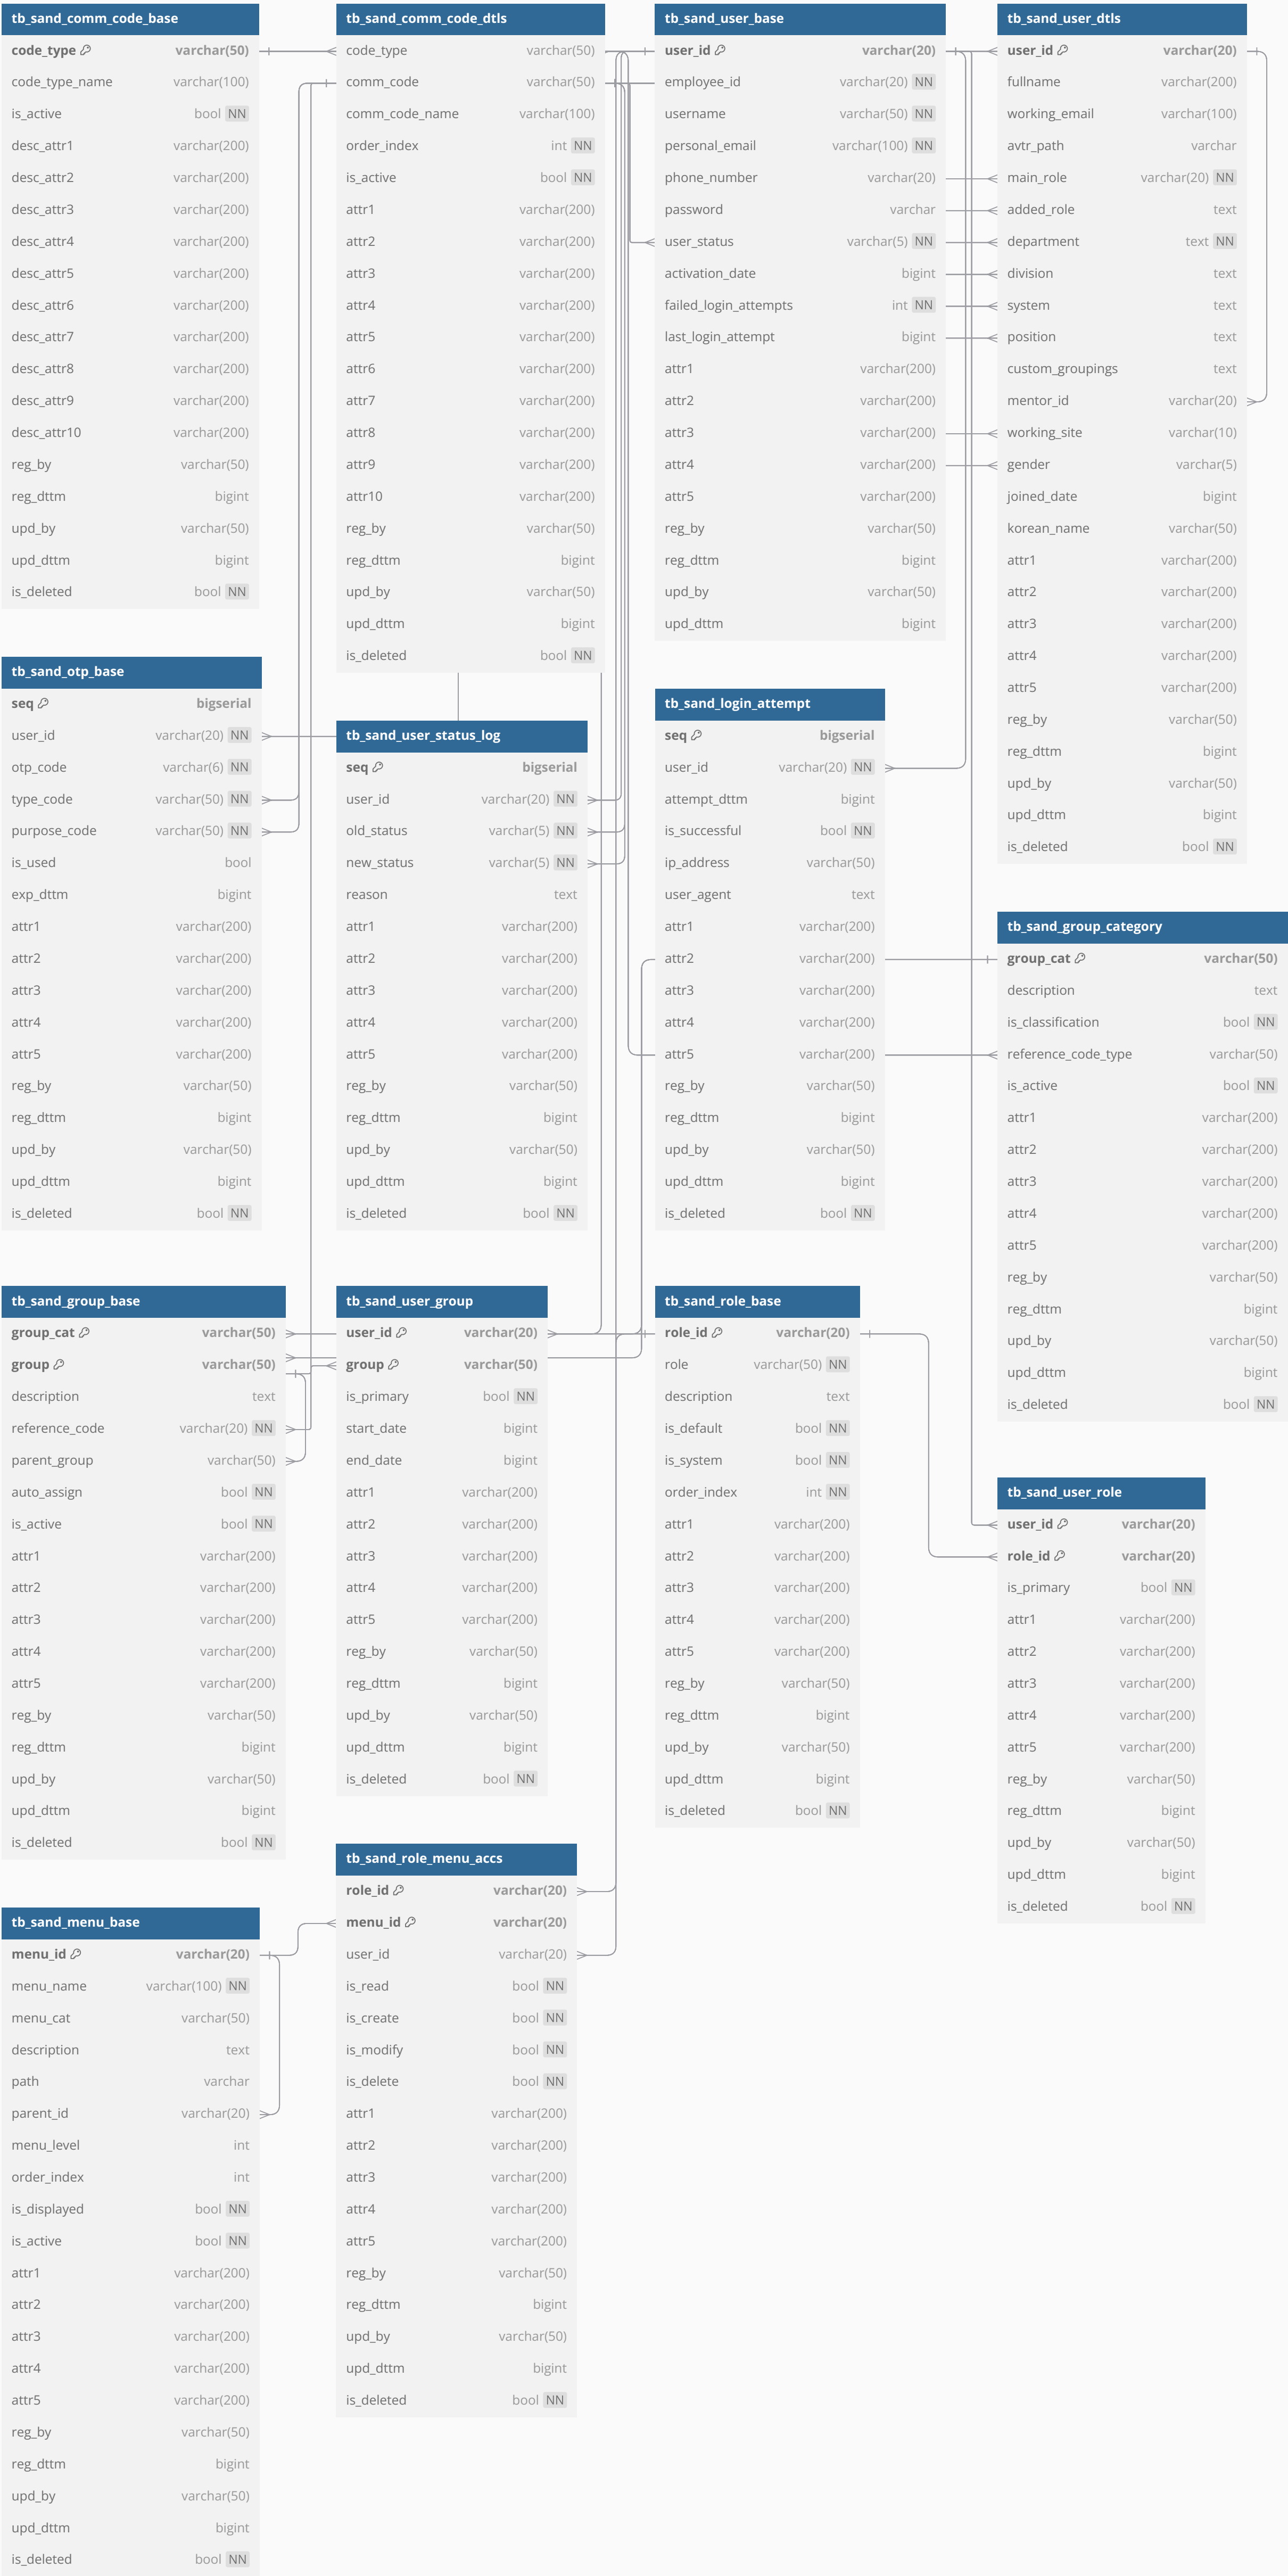 tb_sand_comm_code_base
code_type varchar(50)
code_type_name varchar(100)
is_active bool NN
desc_attr1 varchar(200)
desc_attr2 varchar(200)
desc_attr3 varchar(200)
desc_attr4 varchar(200)
desc_attr5 varchar(200)
desc_attr6 varchar(200)
desc_attr7 varchar(200)
desc_attr8 varchar(200)
desc_attr9 varchar(200)
desc_attr10 varchar(200)
reg_by varchar(50)
reg_dttm bigint
upd_by varchar(50)
upd_dttm bigint
is_deleted bool NN
tb_sand_comm_code_dtls
code_type varchar(50)
comm_code varchar(50)
comm_code_name varchar(100)
order_index int NN
is_active bool NN
attr1 varchar(200)
attr2 varchar(200)
attr3 varchar(200)
attr4 varchar(200)
attr5 varchar(200)
attr6 varchar(200)
attr7 varchar(200)
attr8 varchar(200)
attr9 varchar(200)
attr10 varchar(200)
reg_by varchar(50)
reg_dttm bigint
upd_by varchar(50)
upd_dttm bigint
is_deleted bool NN
tb_sand_user_base
user_id varchar(20)
employee_id varchar(20) NN
username varchar(50) NN
personal_email varchar(100) NN
phone_number varchar(20)
password varchar
user_status varchar(5) NN
activation_date bigint
failed_login_attempts int NN
last_login_attempt bigint
attr1 varchar(200)
attr2 varchar(200)
attr3 varchar(200)
attr4 varchar(200)
attr5 varchar(200)
reg_by varchar(50)
reg_dttm bigint
upd_by varchar(50)
upd_dttm bigint
tb_sand_user_dtls
user_id varchar(20)
fullname varchar(200)
working_email varchar(100)
avtr_path varchar
main_role varchar(20) NN
added_role text
department text NN
division text
system text
position text
custom_groupings text
mentor_id varchar(20)
working_site varchar(10)
gender varchar(5)
joined_date bigint
korean_name varchar(50)
attr1 varchar(200)
attr2 varchar(200)
attr3 varchar(200)
attr4 varchar(200)
attr5 varchar(200)
reg_by varchar(50)
reg_dttm bigint
upd_by varchar(50)
upd_dttm bigint
is_deleted bool NN
tb_sand_otp_base
seq bigserial
user_id varchar(20) NN
otp_code varchar(6) NN
type_code varchar(50) NN
purpose_code varchar(50) NN
is_used bool
exp_dttm bigint
attr1 varchar(200)
attr2 varchar(200)
attr3 varchar(200)
attr4 varchar(200)
attr5 varchar(200)
reg_by varchar(50)
reg_dttm bigint
upd_by varchar(50)
upd_dttm bigint
is_deleted bool NN
tb_sand_user_status_log
seq bigserial
user_id varchar(20) NN
old_status varchar(5) NN
new_status varchar(5) NN
reason text
attr1 varchar(200)
attr2 varchar(200)
attr3 varchar(200)
attr4 varchar(200)
attr5 varchar(200)
reg_by varchar(50)
reg_dttm bigint
upd_by varchar(50)
upd_dttm bigint
is_deleted bool NN
tb_sand_login_attempt
seq bigserial
user_id varchar(20) NN
attempt_dttm bigint
is_successful bool NN
ip_address varchar(50)
user_agent text
attr1 varchar(200)
attr2 varchar(200)
attr3 varchar(200)
attr4 varchar(200)
attr5 varchar(200)
reg_by varchar(50)
reg_dttm bigint
upd_by varchar(50)
upd_dttm bigint
is_deleted bool NN
tb_sand_group_category
group_cat varchar(50)
description text
is_classification bool NN
reference_code_type varchar(50)
is_active bool NN
attr1 varchar(200)
attr2 varchar(200)
attr3 varchar(200)
attr4 varchar(200)
attr5 varchar(200)
reg_by varchar(50)
reg_dttm bigint
upd_by varchar(50)
upd_dttm bigint
is_deleted bool NN
tb_sand_group_base
group_cat varchar(50)
group varchar(50)
description text
reference_code varchar(20) NN
parent_group varchar(50)
auto_assign bool NN
is_active bool NN
attr1 varchar(200)
attr2 varchar(200)
attr3 varchar(200)
attr4 varchar(200)
attr5 varchar(200)
reg_by varchar(50)
reg_dttm bigint
upd_by varchar(50)
upd_dttm bigint
is_deleted bool NN
tb_sand_user_group
user_id varchar(20)
group varchar(50)
is_primary bool NN
start_date bigint
end_date bigint
attr1 varchar(200)
attr2 varchar(200)
attr3 varchar(200)
attr4 varchar(200)
attr5 varchar(200)
reg_by varchar(50)
reg_dttm bigint
upd_by varchar(50)
upd_dttm bigint
is_deleted bool NN
tb_sand_role_base
role_id varchar(20)
role varchar(50) NN
description text
is_default bool NN
is_system bool NN
order_index int NN
attr1 varchar(200)
attr2 varchar(200)
attr3 varchar(200)
attr4 varchar(200)
attr5 varchar(200)
reg_by varchar(50)
reg_dttm bigint
upd_by varchar(50)
upd_dttm bigint
is_deleted bool NN
tb_sand_user_role
user_id varchar(20)
role_id varchar(20)
is_primary bool NN
attr1 varchar(200)
attr2 varchar(200)
attr3 varchar(200)
attr4 varchar(200)
attr5 varchar(200)
reg_by varchar(50)
reg_dttm bigint
upd_by varchar(50)
upd_dttm bigint
is_deleted bool NN
tb_sand_menu_base
menu_id varchar(20)
menu_name varchar(100) NN
menu_cat varchar(50)
description text
path varchar
parent_id varchar(20)
menu_level int
order_index int
is_displayed bool NN
is_active bool NN
attr1 varchar(200)
attr2 varchar(200)
attr3 varchar(200)
attr4 varchar(200)
attr5 varchar(200)
reg_by varchar(50)
reg_dttm bigint
upd_by varchar(50)
upd_dttm bigint
is_deleted bool NN
tb_sand_role_menu_accs
role_id varchar(20)
menu_id varchar(20)
user_id varchar(20)
is_read bool NN
is_create bool NN
is_modify bool NN
is_delete bool NN
attr1 varchar(200)
attr2 varchar(200)
attr3 varchar(200)
attr4 varchar(200)
attr5 varchar(200)
reg_by varchar(50)
reg_dttm bigint
upd_by varchar(50)
upd_dttm bigint
is_deleted bool NN